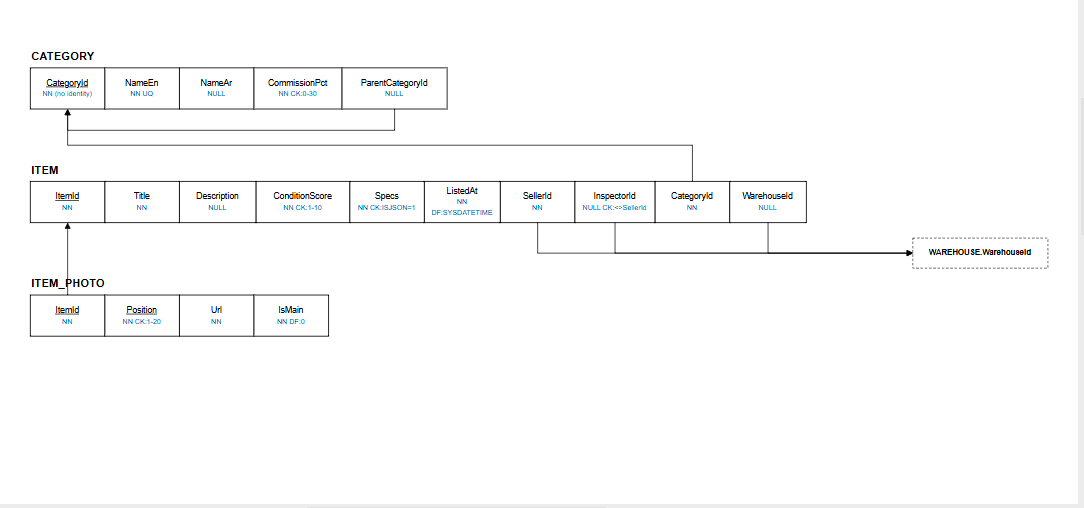 CATEGORY
CategoryId NameEn NameAr CommissionPct ParentCategoryId
NN (no identity) NN UQ NULL NN CK:0-30 NULL
ITEM
ItemId Title Description ConditionScore Specs ListedAt SellerId InspectorId CategoryId WarehouseId
NN NN NULL NN CK:1-10 NN CK:ISJSON=1 NN NN NULL CK:<>SellerId NN NULL
DF:SYSDATETIME
WAREHOUSE.WarehouseId
ITEM_PHOTO
ItemId Position Url IsMain
NN NN CK:1-20 NN NN DF:0